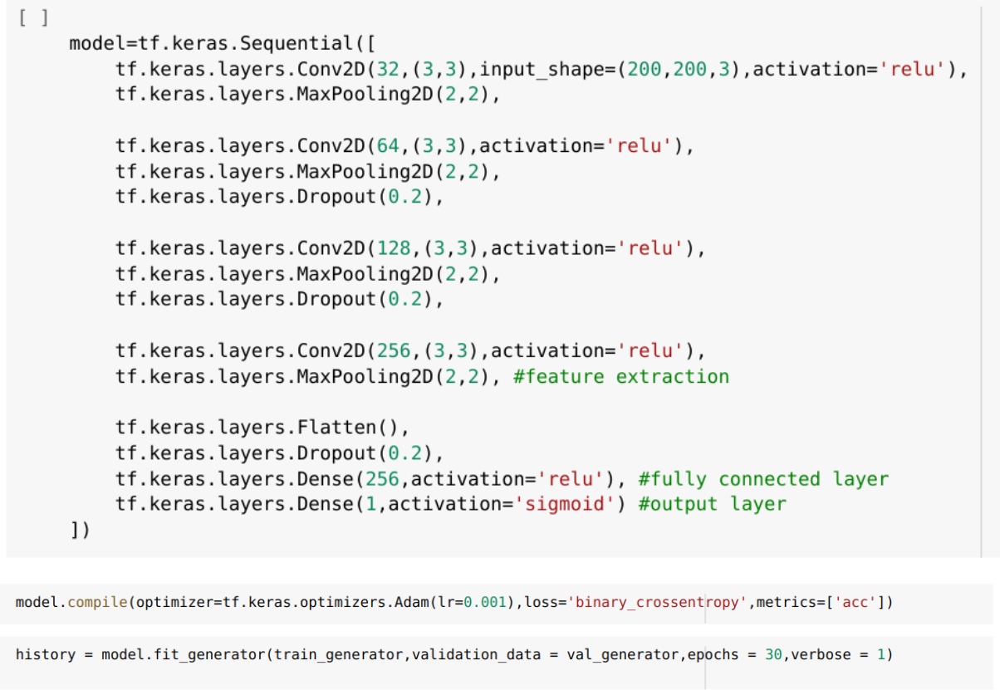 [ ]
model=tf.keras.Sequential([
    tf.keras.layers.Conv2D(32,(3,3),input_shape=(200,200,3),activation='relu'),
    tf.keras.layers.MaxPooling2D(2,2),
    tf.keras.layers.Conv2D(64,(3,3),activation='relu'),
    tf.keras.layers.MaxPooling2D(2,2),
    tf.keras.layers.Dropout(0.2),
    tf.keras.layers.Conv2D(128,(3,3),activation='relu'),
    tf.keras.layers.MaxPooling2D(2,2),
    tf.keras.layers.Dropout(0.2),
    tf.keras.layers.Conv2D(256,(3,3),activation='relu'),
    tf.keras.layers.MaxPooling2D(2,2), #feature extraction
    tf.keras.layers.Flatten(),
    tf.keras.layers.Dropout(0.2),
    tf.keras.layers.Dense(256,activation='relu'), #fully connected layer
    tf.keras.layers.Dense(1,activation='sigmoid') #output layer
])
model.compile(optimizer=tf.keras.optimizers.Adam(lr=0.001),loss='binary_crossentropy',metrics=['acc'])
history = model.fit_generator(train_generator,validation_data = val_generator,epochs = 30,verbose = 1)